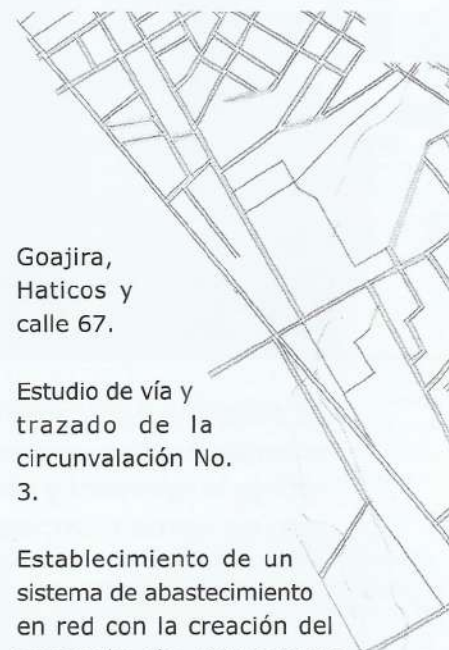 Goajira,
Haticos y
calle 67.
Estudio de vía y
trazado de la
circunvalación No.
3.
Establecimiento de un
sistema de abastecimiento
en red con la creación del